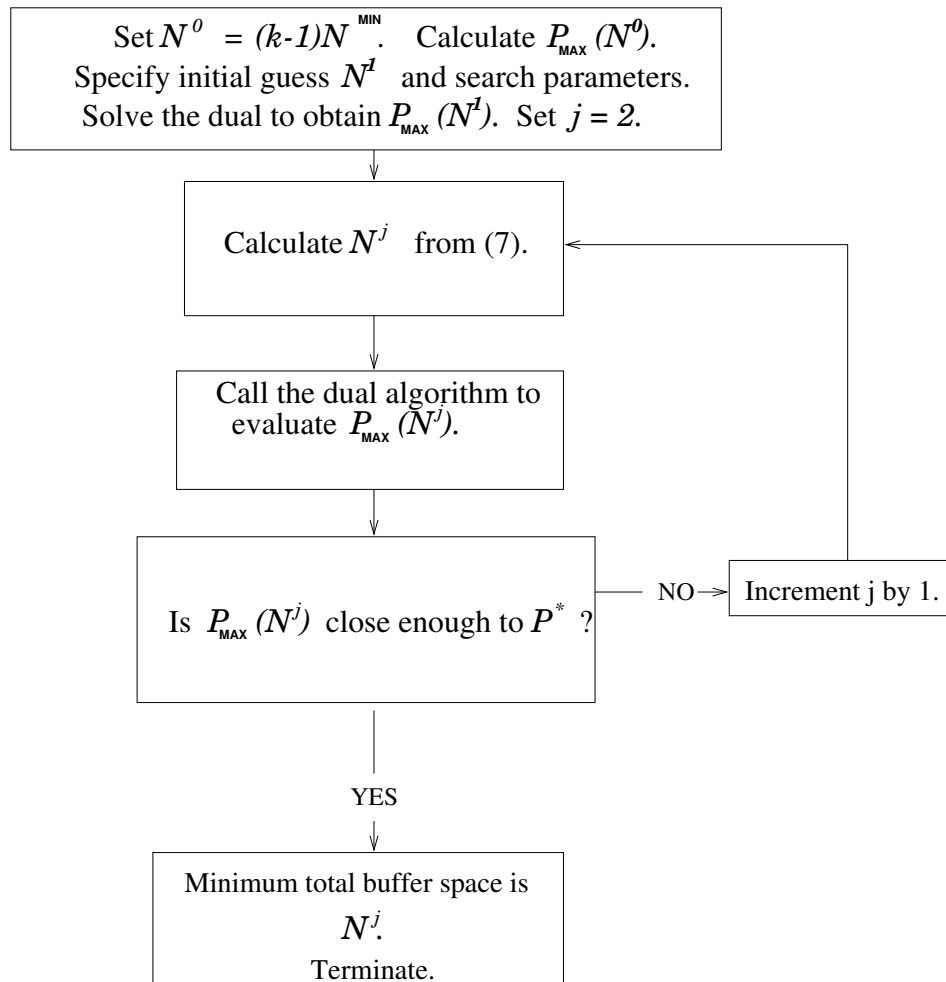 Set N^0 = (k-1)N^MIN. Calculate P_MAX (N^0).
Specify initial guess N^1 and search parameters.
Solve the dual to obtain P_MAX (N^1). Set j = 2.
Calculate N^j from (7).
Call the dual algorithm to
evaluate P_MAX (N^j).
Is P_MAX (N^j) close enough to P^* ?
NO
Increment j by 1.
YES
Minimum total buffer space is
N^j.
Terminate.